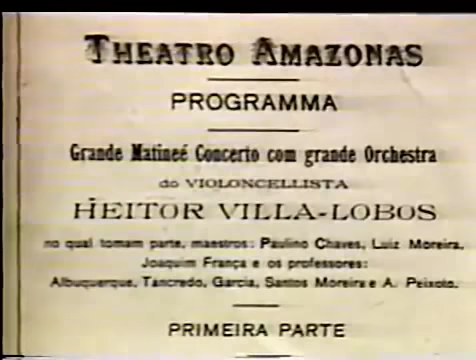 THEATRO AMAZONAS
PROGRAMMA
Grande Matineé Concerto com grande Orchestra
do VIOLONCELLISTA
HEITOR VILLA-LOBOS
no qual tomam parte, maestros: Paulino Chaves, Luiz Moreira,
Joaquim França e os professores:
Albuquerque, Tancredo, Garcia, Santos Moreira e A. Peixoto.
PRIMEIRA PARTE